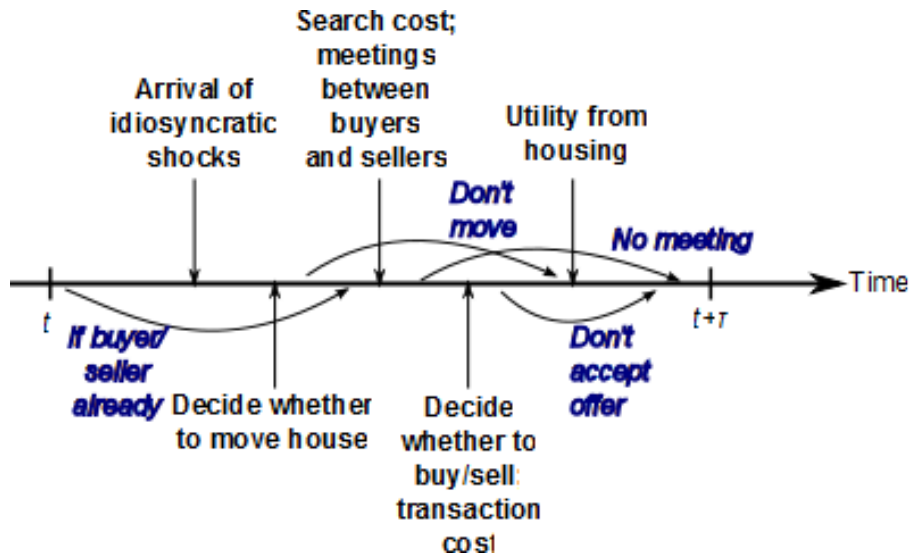 Search cost;
meetings
between
buyers
and sellers
Arrival of
idiosyncratic
shocks
Utility from
housing
Don't
move
No meeting
Time
t
t+τ
If buyer/
seller
already
Decide whether
to move house
Decide
whether to
buy/sell:
transaction
cost
Don't
accept
offer